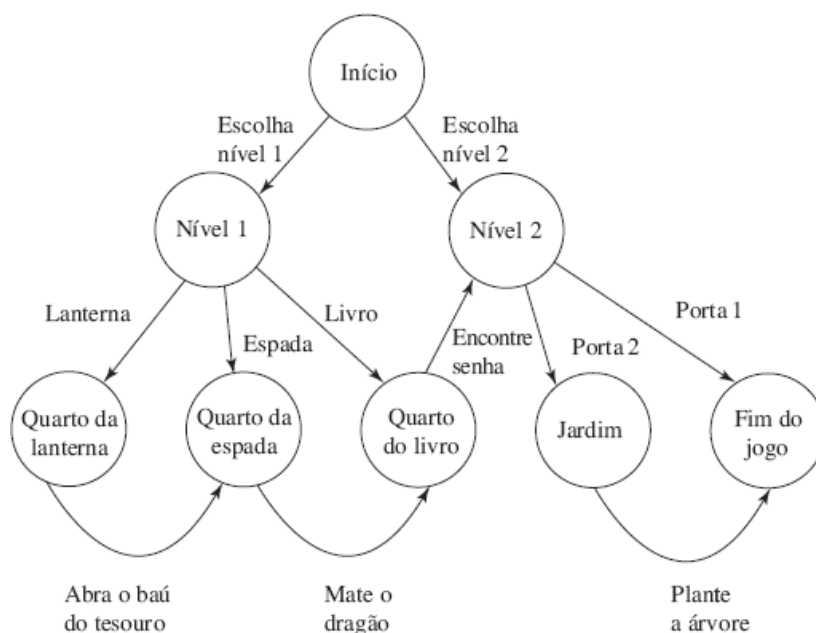 Início
Escolha
nível 1
Escolha
nível 2
Nível 1
Nível 2
Lanterna
Espada
Livro
Encontre
senha
Porta 2
Porta 1
Quarto da
lanterna
Quarto da
espada
Quarto
do livro
Jardim
Fim do
jogo
Abra o baú
do tesouro
Mate o
dragão
Plante
a árvore